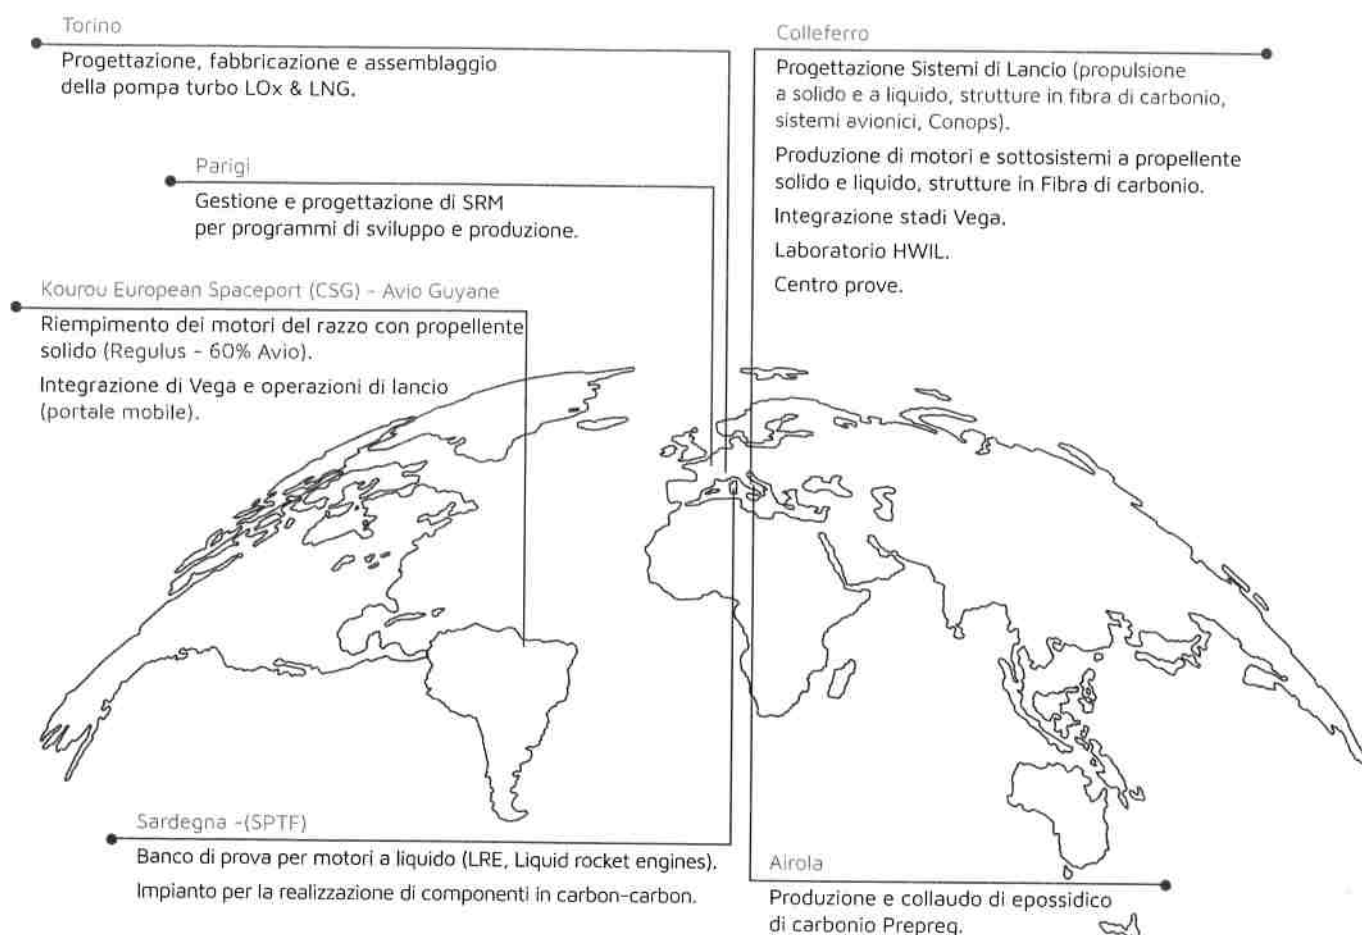 Torino
Progettazione, fabbricazione e assemblaggio
della pompa turbo LOx & LNG.
Parigi
Gestione e progettazione di SRM
per programmi di sviluppo e produzione.
Kourou European Spaceport (CSG) - Avio Guyane
Riempimento dei motori del razzo con propellente
solido (Regulus - 60% Avio).
Integrazione di Vega e operazioni di lancio
(portale mobile).
Colleferro
Progettazione Sistemi di Lancio (propulsione
a solido e a liquido, strutture in fibra di carbonio,
sistemi avionici, Conops).
Produzione di motori e sottosistemi a propellente
solido e liquido, strutture in Fibra di carbonio.
Integrazione stadi Vega.
Laboratorio HWIL.
Centro prove.
Sardegna -(SPTF)
Banco di prova per motori a liquido (LRE, Liquid rocket engines).
Impianto per la realizzazione di componenti in carbon-carbon.
Airola
Produzione e collaudo di epossidico
di carbonio Prepreg.